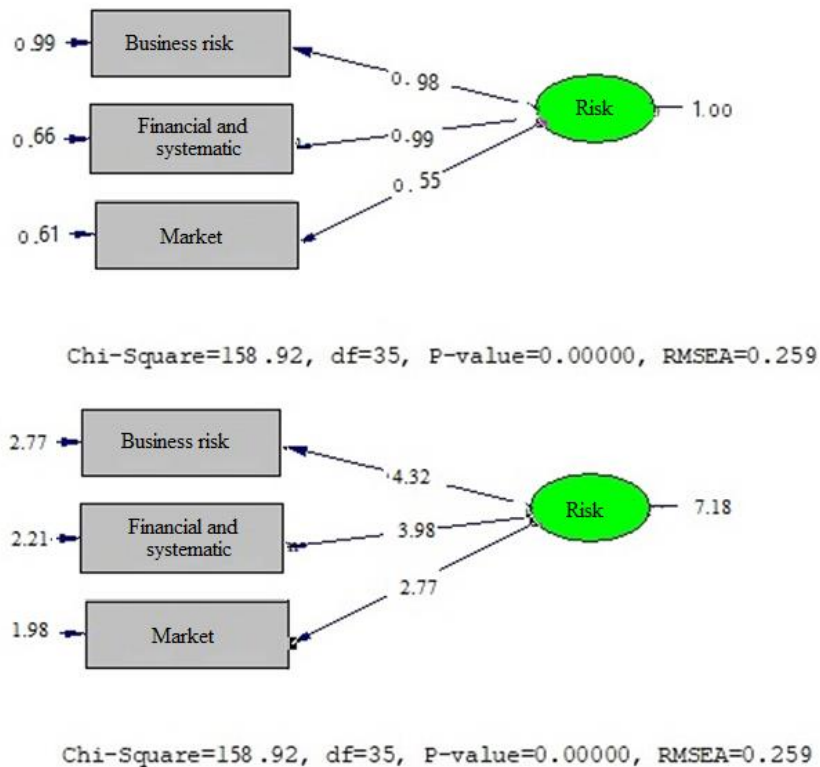 0.99
Business risk
0.98
Risk
1.00
0.66
Financial and
systematic
0.99
0.55
0.61
Market
Chi-Square=158.92, df=35, P-value=0.00000, RMSEA=0.259
2.77
Business risk
4.32
Risk
7.18
2.21
Financial and
systematic
3.98
2.77
1.98
Market
Chi-Square=158.92, df=35, P-value=0.00000, RMSEA=0.259